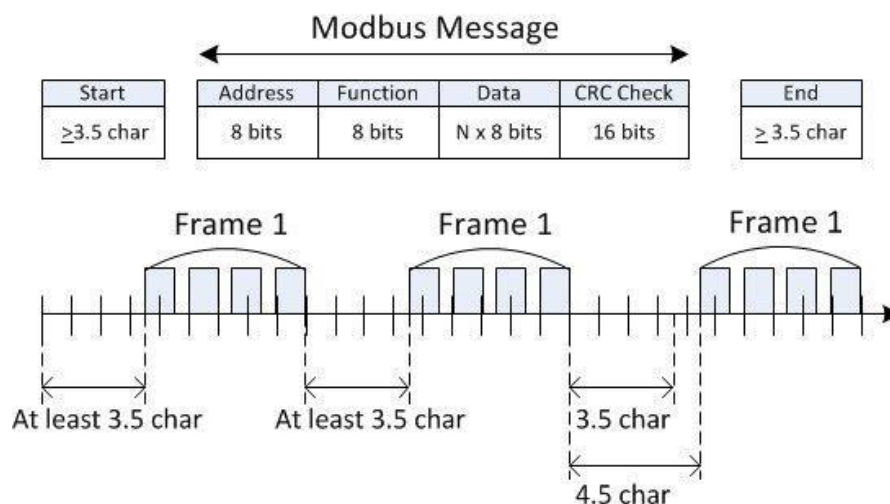 Modbus Message
Start Address Function Data CRC Check End
≥3.5 char 8 bits 8 bits N x 8 bits 16 bits ≥ 3.5 char
Frame 1 Frame 1 Frame 1
At least 3.5 char At least 3.5 char 3.5 char
4.5 char